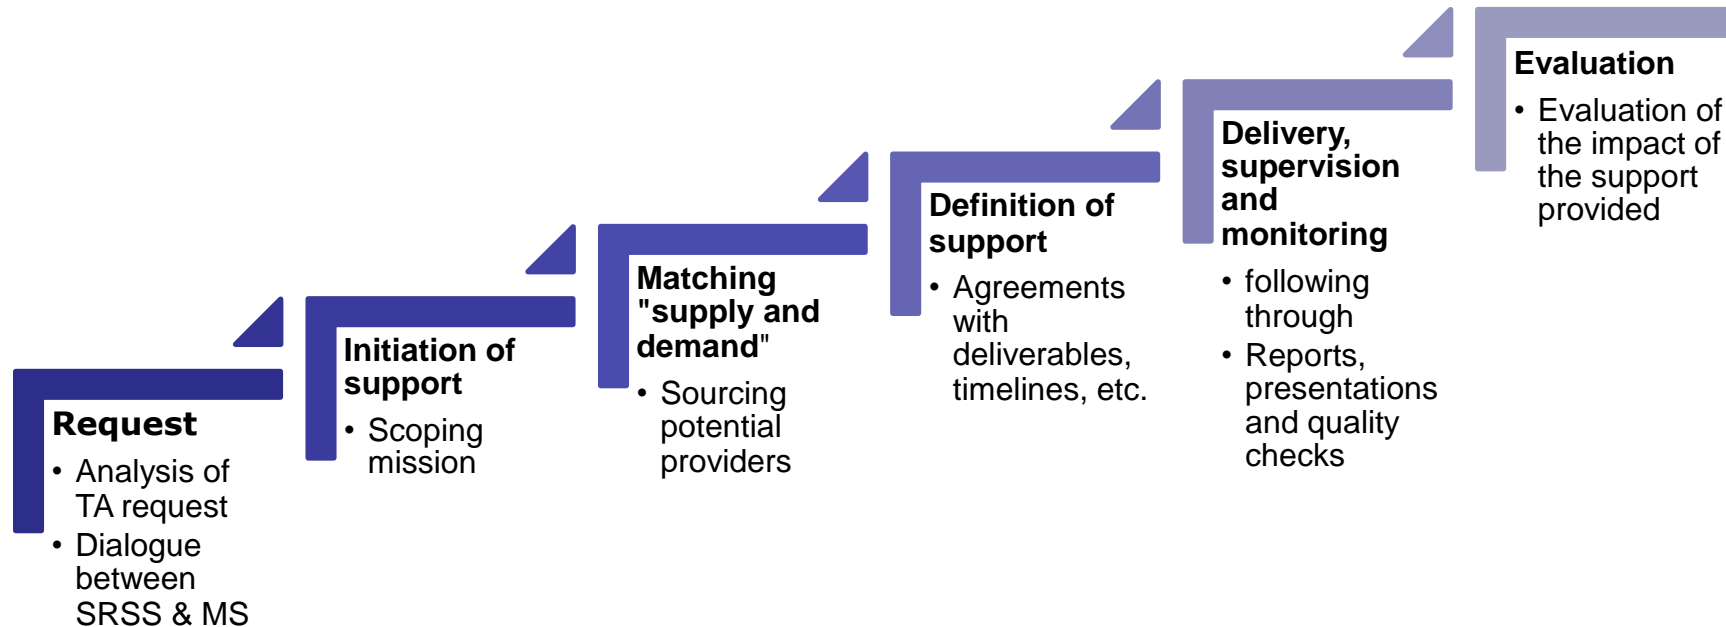 Request
• Analysis of
TA request
• Dialogue
between
SRSS & MS
Initiation of
support
• Scoping
mission
Matching
"supply and
demand"
• Sourcing
potential
providers
Definition of
support
• Agreements
with
deliverables,
timelines, etc.
Delivery,
supervision
and
monitoring
• following
through
• Reports,
presentations
and quality
checks
Evaluation
• Evaluation of
the impact of
the support
provided